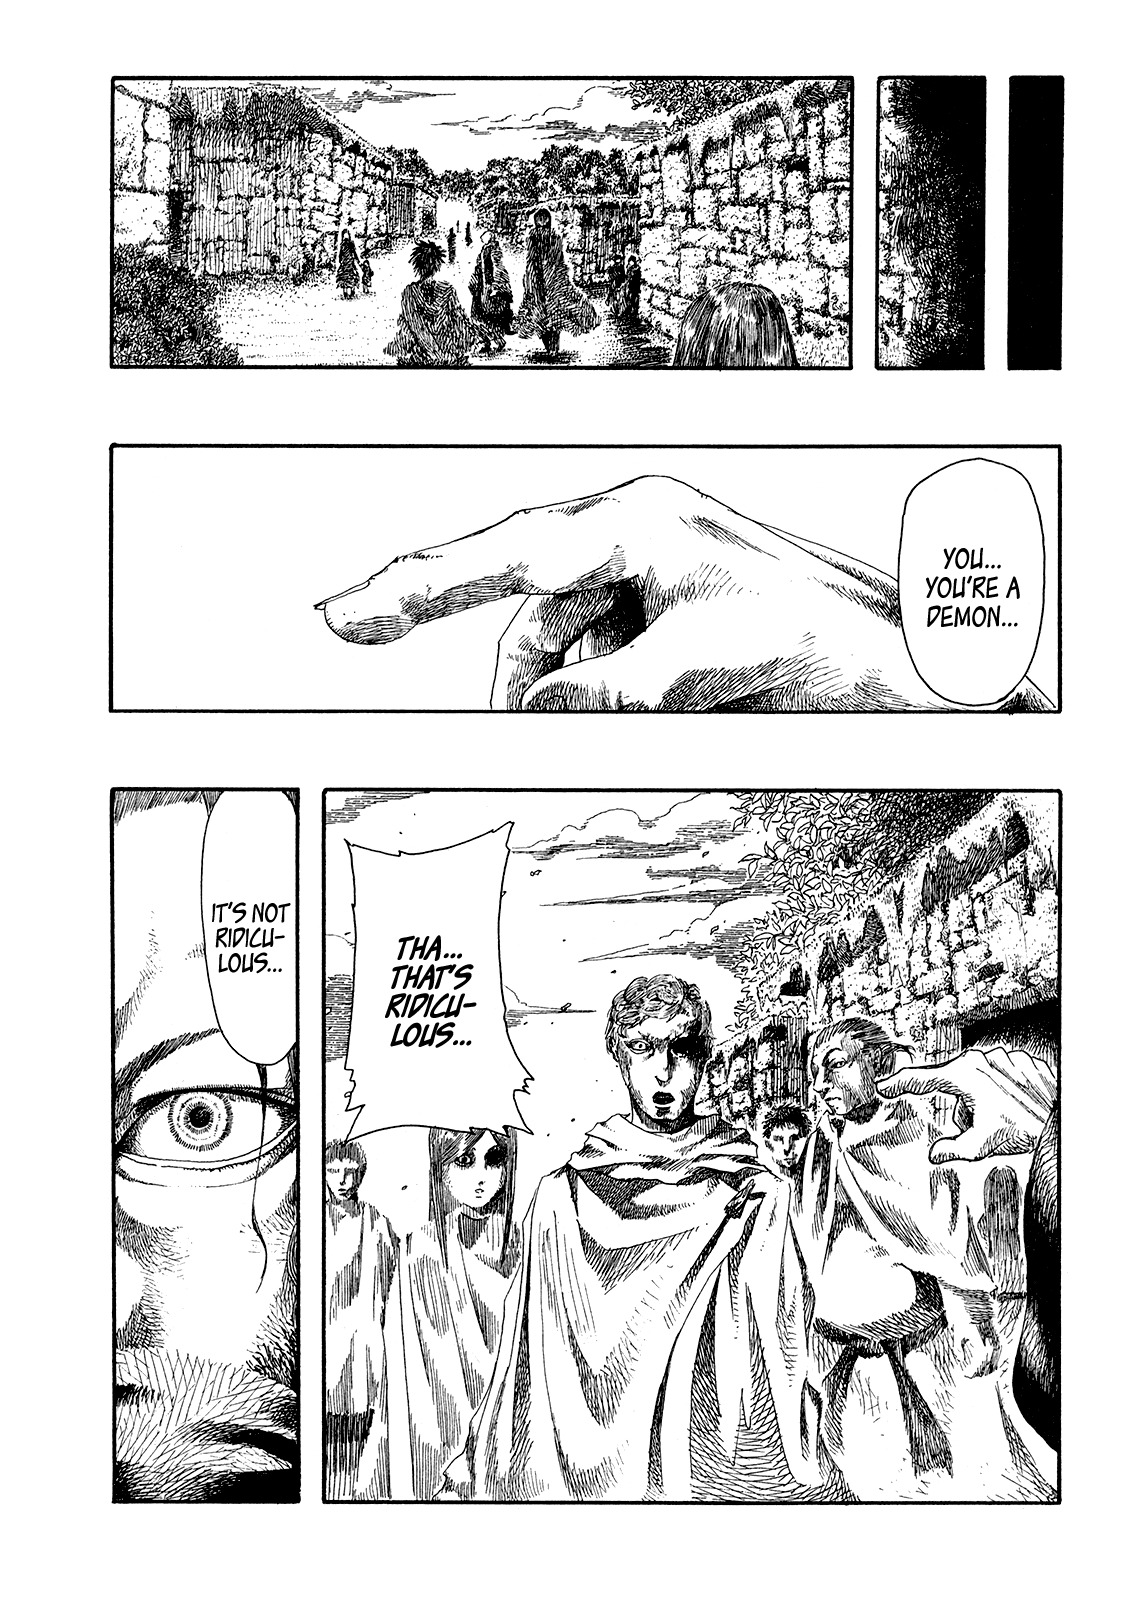 YOU...
YOU'RE A
DEMON...
THA...
THAT'S
RIDICU-
LOUS...
IT'S NOT
RIDICU-
LOUS...